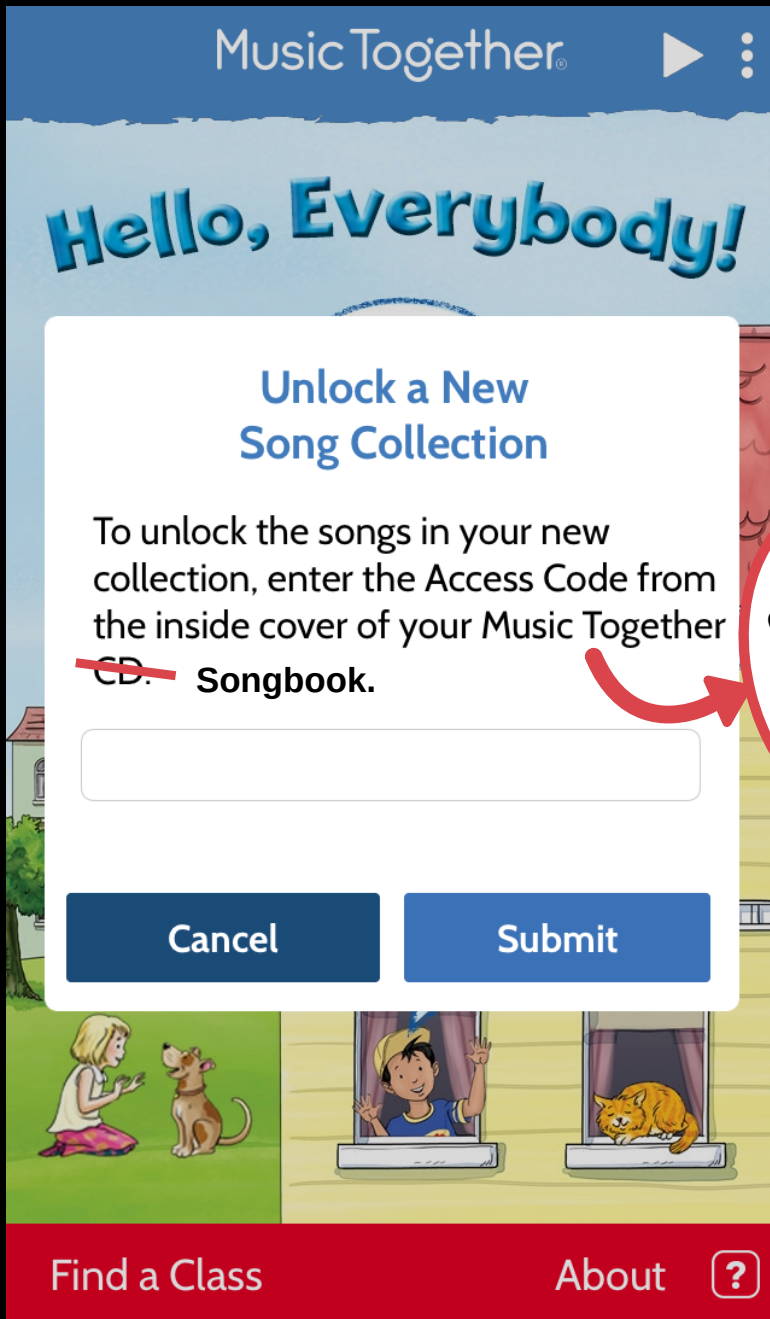 Music Together®
Hello, Everybody!
Unlock a New
Song Collection
To unlock the songs in your new
collection, enter the Access Code from
the inside cover of your Music Together
CD. Songbook.
Cancel
Submit
Find a Class
About
?